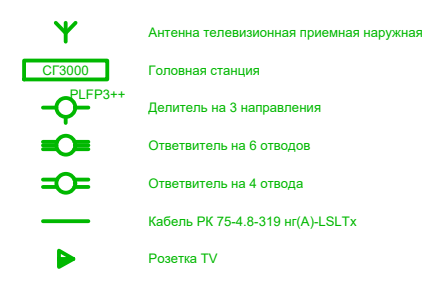 Антенна телевизионная приемная наружная
СГ3000 Головная станция
PLFP3++
Делитель на 3 направления
Ответвитель на 6 отводов
Ответвитель на 4 отвода
Кабель РК 75-4.8-319 нг(А)-LSLTx
Розетка TV